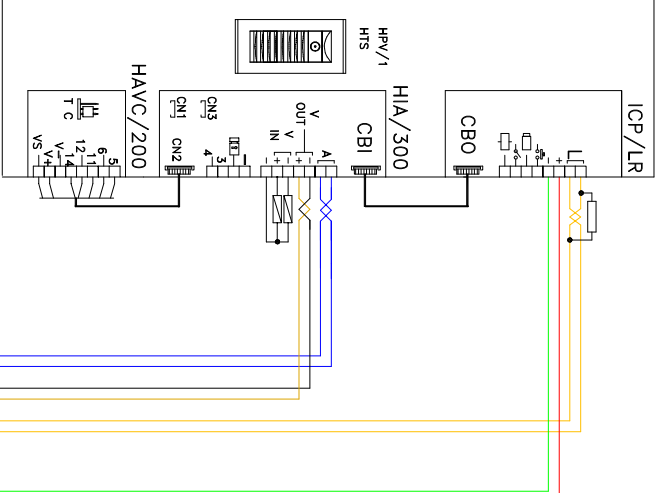 HPV/1
HTS
HAVC/200
T C
VS
V+
V-
14
12
11
6
5
CN1
CN3
CN2
4
3
1
HIA/300
V
OUT
V
IN
- + - + -
A
CBI
ICP/LR
CBO
- +
L